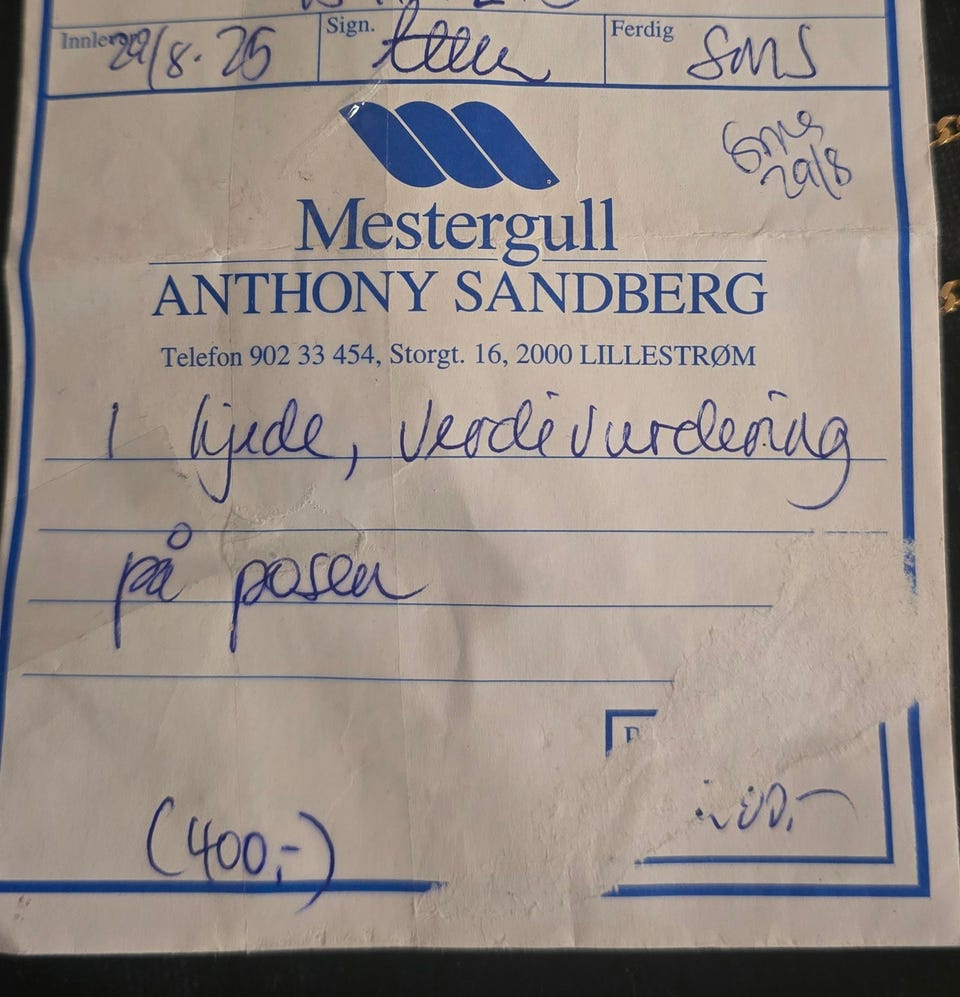 Innlevert Sign. Ferdig
29/8.25 SMS
sms
29/8
Mestergull
ANTHONY SANDBERG
Telefon 902 33 454, Storgt. 16, 2000 LILLESTRØM
1 kjede, verdivurdering
på posen
(400,-)